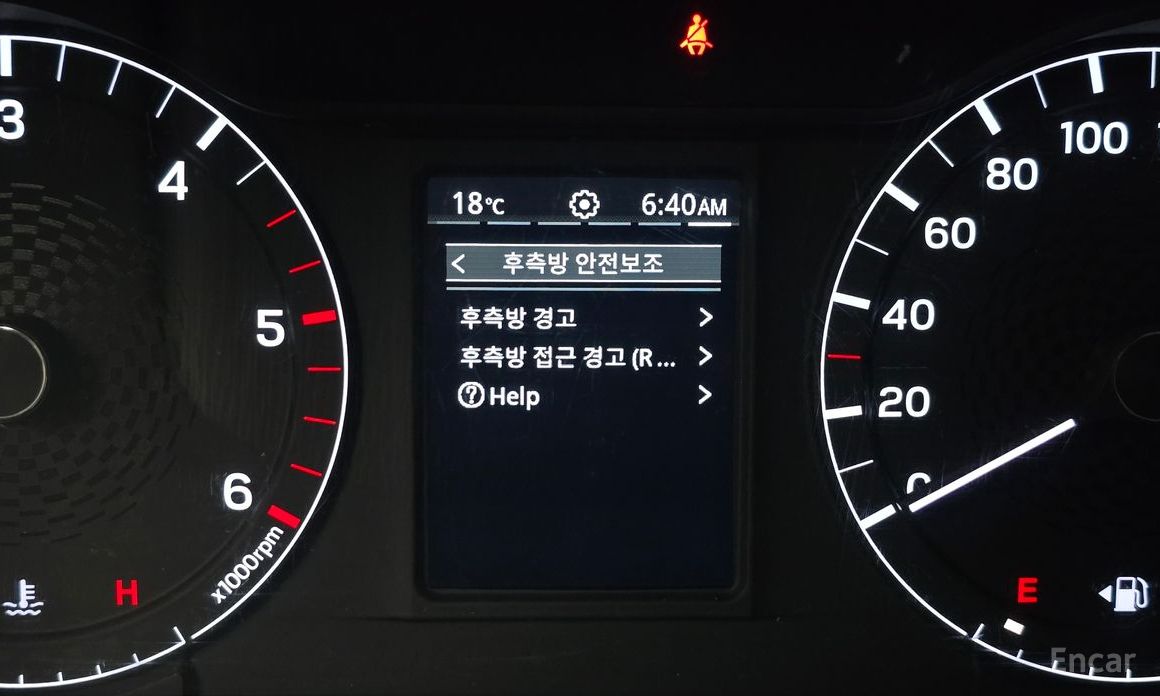 18°C 6:40AM
< 후측방 안전보조
후측방 경고 >
후측방 접근 경고 (R ... >
? Help >
3
4
5
6
x1000rpm
H
100
80
60
40
20
0
E
Encar